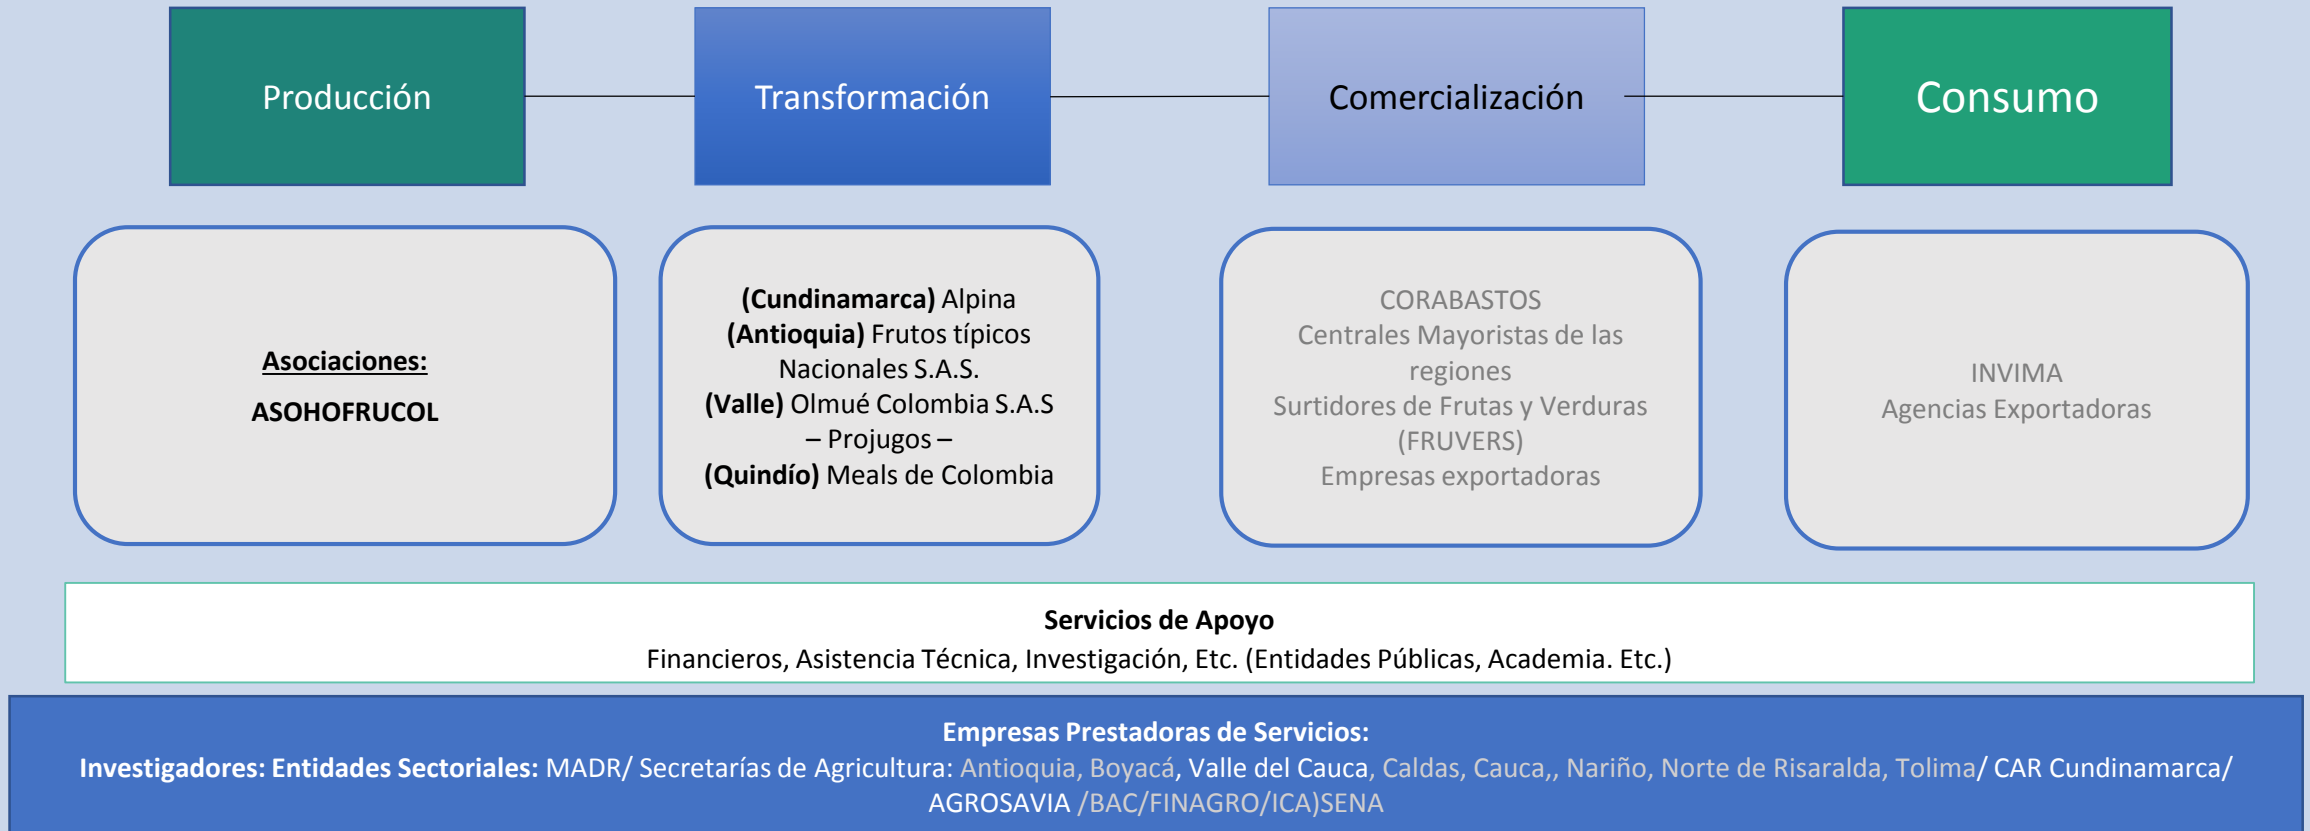 Producción
Transformación
Comercialización
Consumo
Asociaciones:
ASOHOFRUCOL
(Cundinamarca) Alpina
(Antioquia) Frutos típicos
Nacionales S.A.S.
(Valle) Olmué Colombia S.A.S
– Projugos –
(Quindío) Meals de Colombia
CORABASTOS
Centrales Mayoristas de las
regiones
Surtidores de Frutas y Verduras
(FRUVERS)
Empresas exportadoras
INVIMA
Agencias Exportadoras
Servicios de Apoyo
Financieros, Asistencia Técnica, Investigación, Etc. (Entidades Públicas, Academia. Etc.)
Empresas Prestadoras de Servicios:
Investigadores: Entidades Sectoriales: MADR/ Secretarías de Agricultura: Antioquia, Boyacá, Valle del Cauca, Caldas, Cauca,, Nariño, Norte de Risaralda, Tolima/ CAR Cundinamarca/
AGROSAVIA /BAC/FINAGRO/ICA)SENA